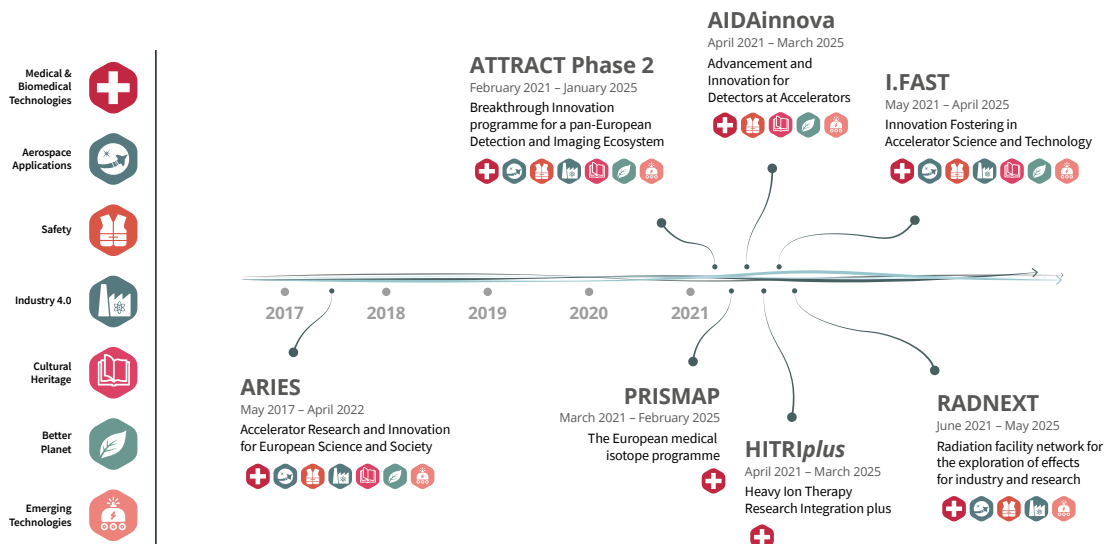 Medical &
Biomedical
Technologies
Aerospace
Applications
Safety
Industry 4.0
Cultural
Heritage
Better
Planet
Emerging
Technologies
ATTRACT Phase 2
February 2021 – January 2025
Breakthrough Innovation
programme for a pan-European
Detection and Imaging Ecosystem
AIDAinnova
April 2021 – March 2025
Advancement and
Innovation for
Detectors at Accelerators
I.FAST
May 2021 – April 2025
Innovation Fostering in
Accelerator Science and Technology
2017
2018
2019
2020
2021
ARIES
May 2017 – April 2022
Accelerator Research and Innovation
for European Science and Society
PRISMAP
March 2021 – February 2025
The European medical
isotope programme
HITRIplus
April 2021 – March 2025
Heavy Ion Therapy
Research Integration plus
RADNEXT
June 2021 – May 2025
Radiation facility network for
the exploration of effects
for industry and research